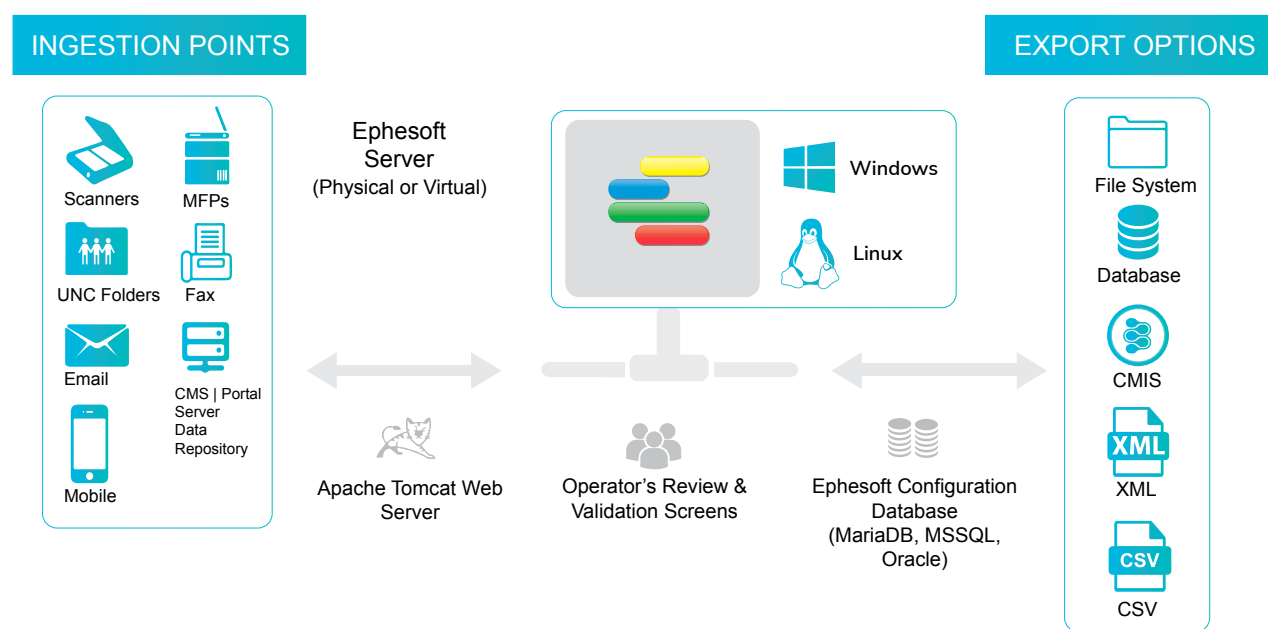 INGESTION POINTS
EXPORT OPTIONS
Scanners
MFPs
UNC Folders
Fax
Email
CMS | Portal
Server
Data
Repository
Mobile
Ephesoft
Server
(Physical or Virtual)
Windows
Linux
Apache Tomcat Web
Server
Operator’s Review &
Validation Screens
Ephesoft Configuration
Database
(MariaDB, MSSQL,
Oracle)
File System
Database
CMIS
XML
XML
CSV
CSV